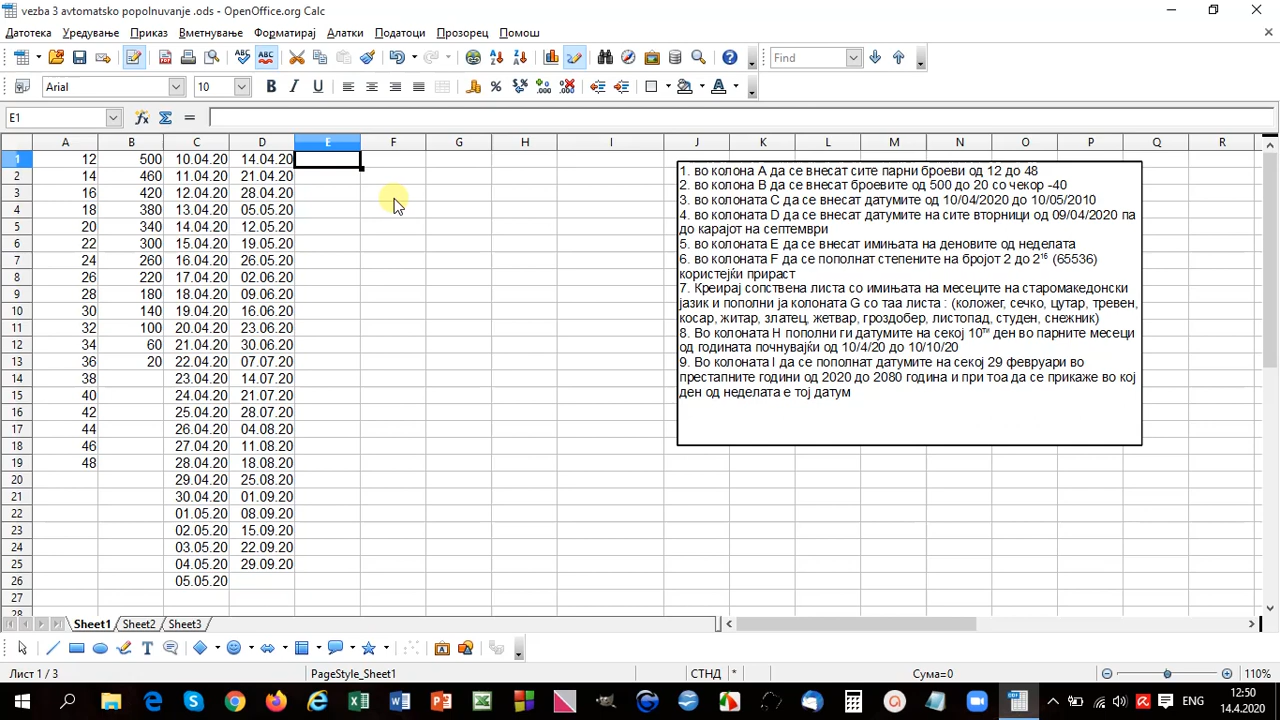 vezba 3 avtomatsko popolnuvanje .ods - OpenOffice.org Calc
Датотека Уредување Приказ Вметнување Форматирај Алатки Податоци Прозорец Помош
Find
Arial 10
E1
A B C D E F G H I J K L M N O P Q R
1 12 500 10.04.20 14.04.20
2 14 460 11.04.20 21.04.20
3 16 420 12.04.20 28.04.20
4 18 380 13.04.20 05.05.20
5 20 340 14.04.20 12.05.20
6 22 300 15.04.20 19.05.20
7 24 260 16.04.20 26.05.20
8 26 220 17.04.20 02.06.20
9 28 180 18.04.20 09.06.20
10 30 140 19.04.20 16.06.20
11 32 100 20.04.20 23.06.20
12 34 60 21.04.20 30.06.20
13 36 20 22.04.20 07.07.20
14 38 23.04.20 14.07.20
15 40 24.04.20 21.07.20
16 42 25.04.20 28.07.20
17 44 26.04.20 04.08.20
18 46 27.04.20 11.08.20
19 48 28.04.20 18.08.20
20 29.04.20 25.08.20
21 30.04.20 01.09.20
22 01.05.20 08.09.20
23 02.05.20 15.09.20
24 03.05.20 22.09.20
25 04.05.20 29.09.20
26 05.05.20
27
28
1. во колона А да се внесат сите парни броеви од 12 до 48
2. во колона В да се внесат броевите од 500 до 20 со чекор -40
3. во колоната С да се внесат датумите од 10/04/2020 до 10/05/2010
4. во колоната D да се внесат датумите на сите вторници од 09/04/2020 па
до карајот на септември
5. во колоната Е да се внесат имињата на деновите од неделата
6. во колоната F да се пополнат степените на бројот 2 до 2¹⁶ (65536)
користејќи прираст
7. Креирај сопствена листа со имињата на месеците на старомакедонски
јазик и пополни ја колоната G со таа листа ; (коложег, сечко, цутар, тревен,
косар, житар, златец, жетвар, гроздобер, листопад, студен, снежник)
8. Во колоната Н пополни ги датумите на секој 10ᵀᴵᴵ ден во парните месеци
од годината почнувајќи од 10/4/20 до 10/10/20
9. Во колоната I да се пополнат датумите на секој 29 февруари во
престапните години од 2020 до 2080 година и при тоа да се прикаже во кој
ден од неделата е тој датум
Sheet1 Sheet2 Sheet3
Лист 1 / 3 PageStyle_Sheet1 СТНД * Сума=0 110%
ENG
12:50
14.4.2020